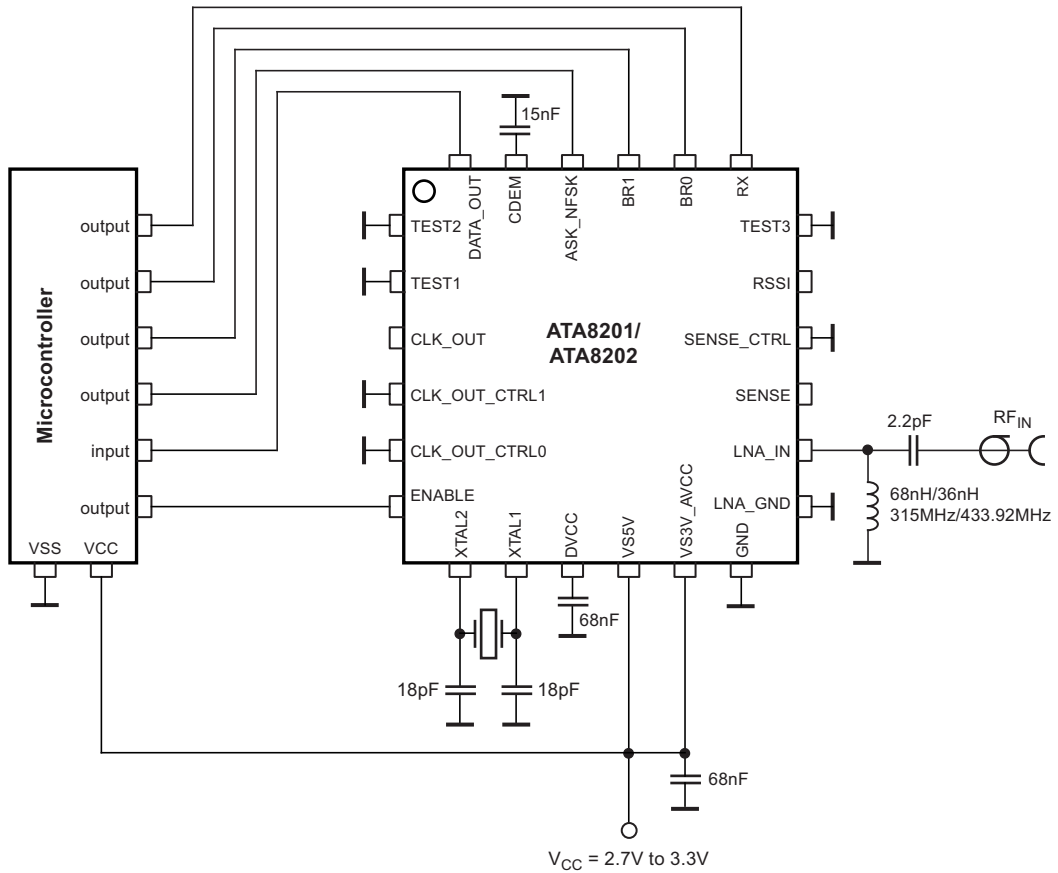 15nF
Microcontroller
output
output
output
output
input
output
VSS
VCC
DATA_OUT
CDEM
ASK_NFSK
BR1
BR0
RX
TEST2
TEST1
CLK_OUT
CLK_OUT_CTRL1
CLK_OUT_CTRL0
ENABLE
ATA8201/
ATA8202
TEST3
RSSI
SENSE_CTRL
SENSE
LNA_IN
LNA_GND
XTAL2
XTAL1
DVCC
VS5V
VS3V_AVCC
GND
2.2pF
RFIN
68nH/36nH
315MHz/433.92MHz
68nF
18pF
18pF
68nF
VCC = 2.7V to 3.3V